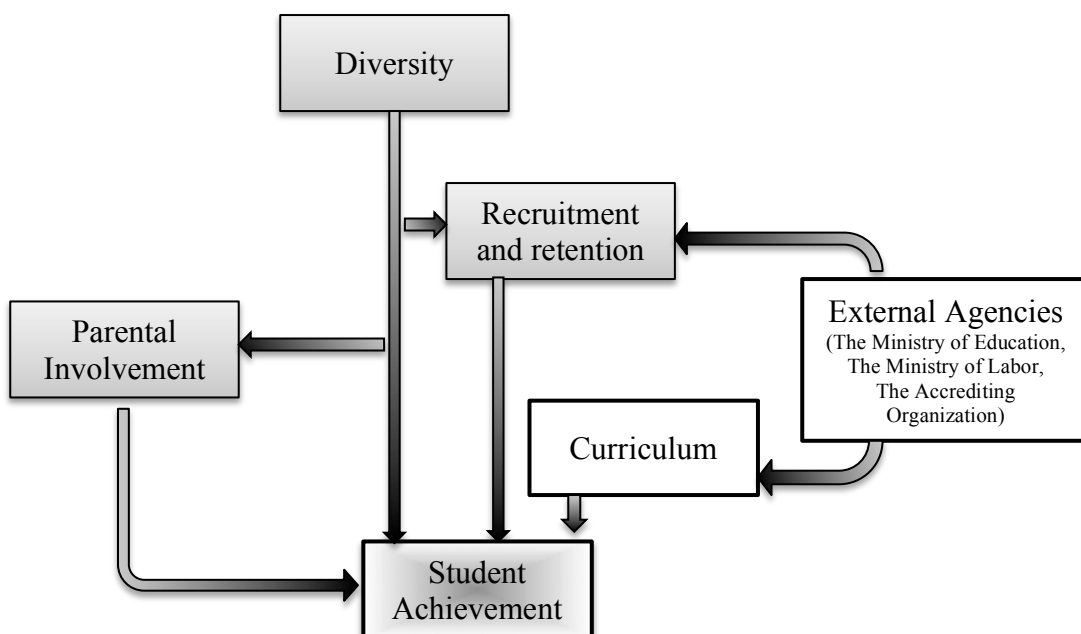 Diversity
Recruitment
and retention
Parental
Involvement
External Agencies
(The Ministry of Education,
The Ministry of Labor,
The Accrediting
Organization)
Curriculum
Student
Achievement